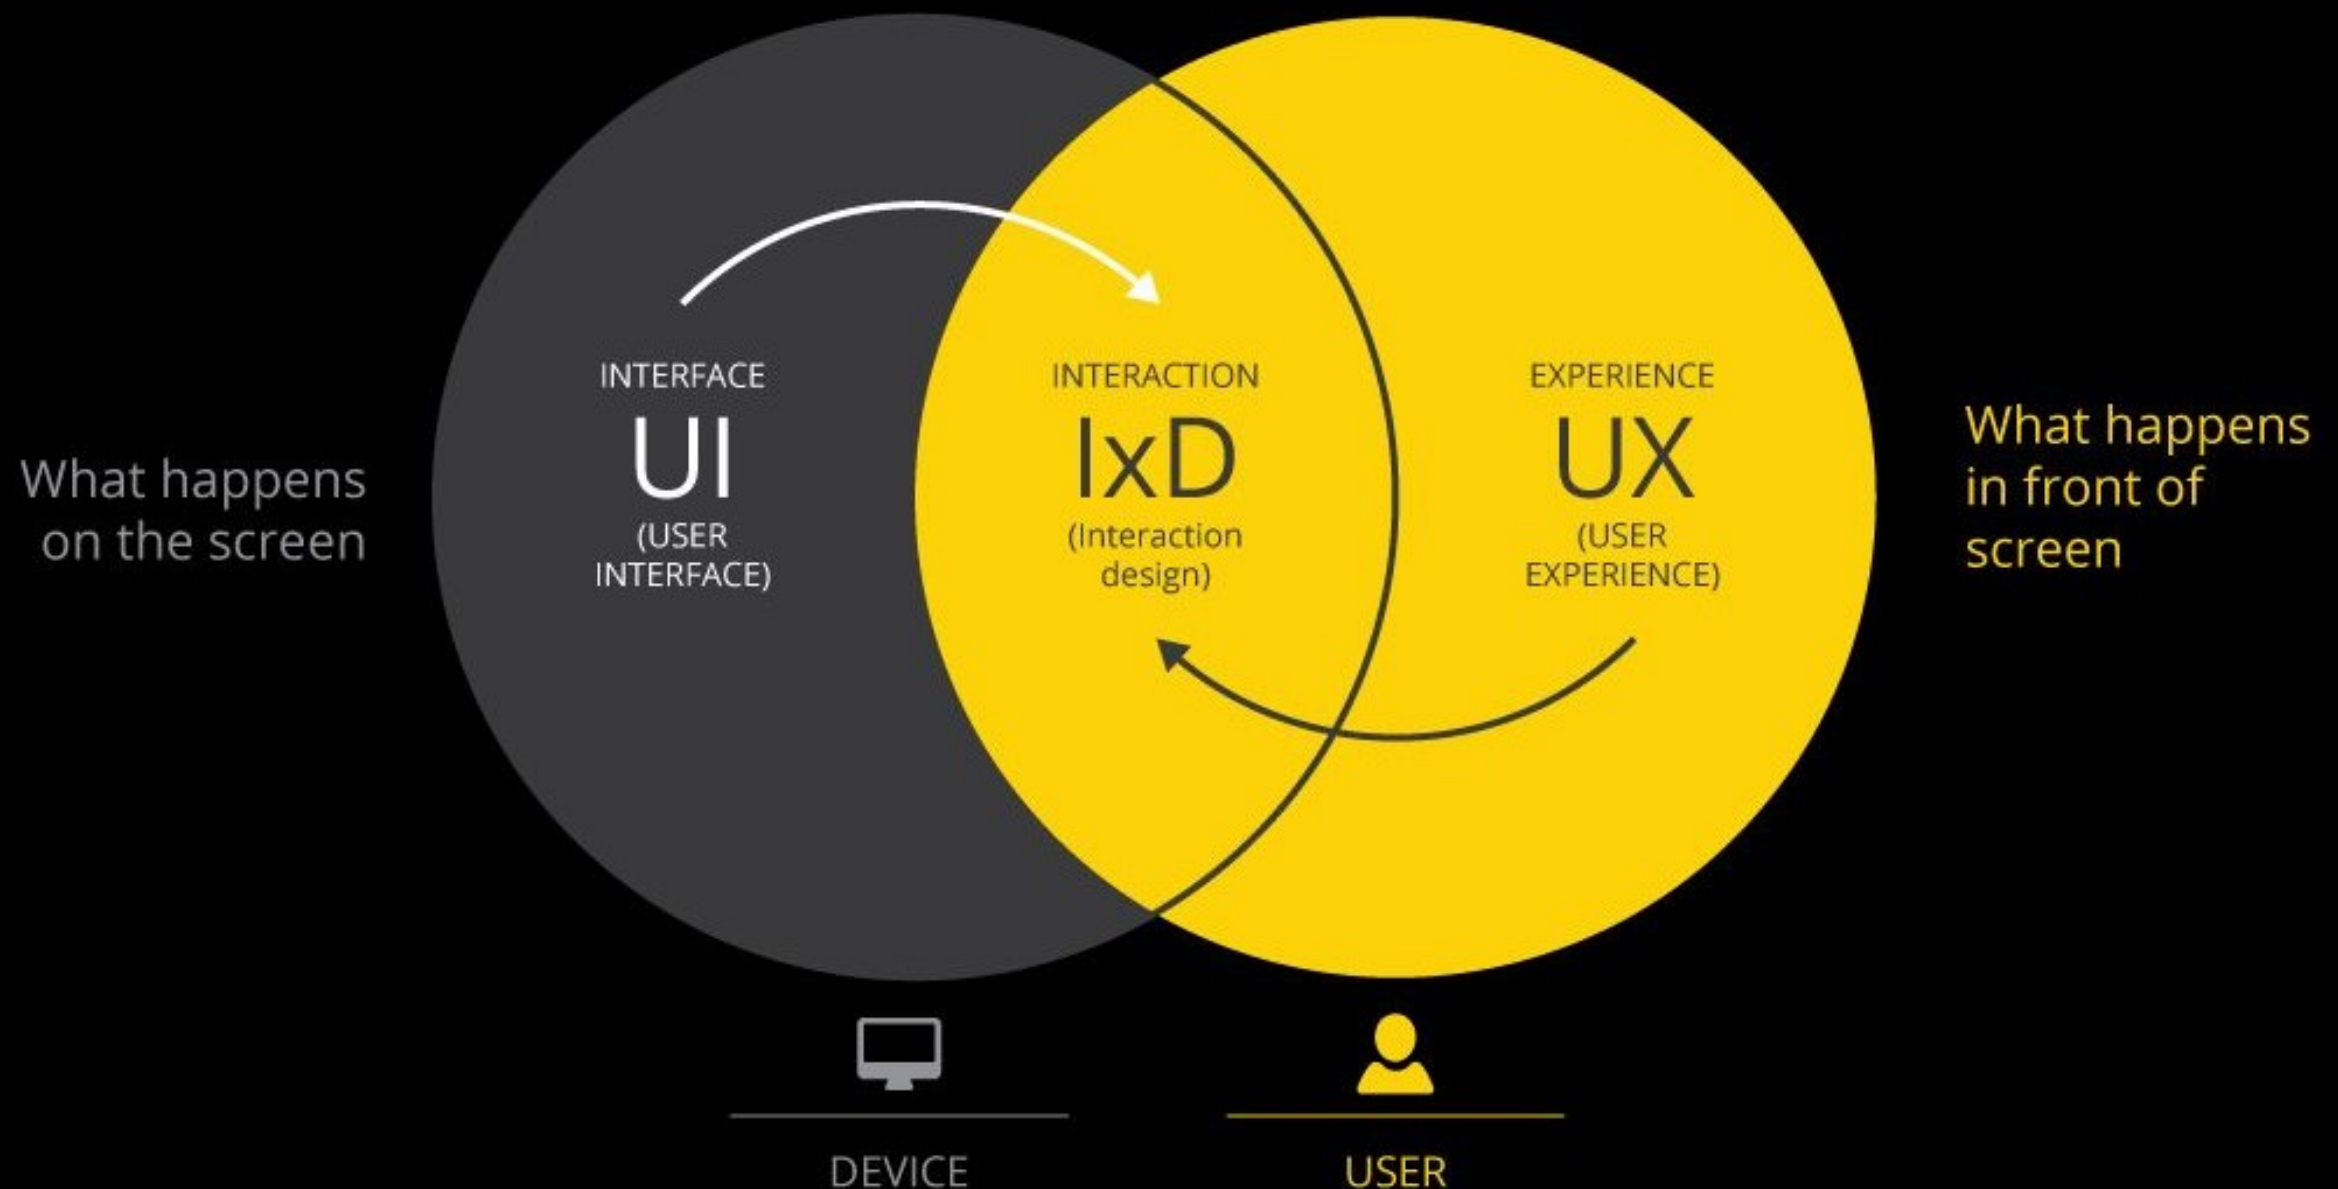 What happens
on the screen
INTERFACE
UI
(USER
INTERFACE)
INTERACTION
IxD
(Interaction
design)
EXPERIENCE
UX
(USER
EXPERIENCE)
What happens
in front of
screen
DEVICE
USER